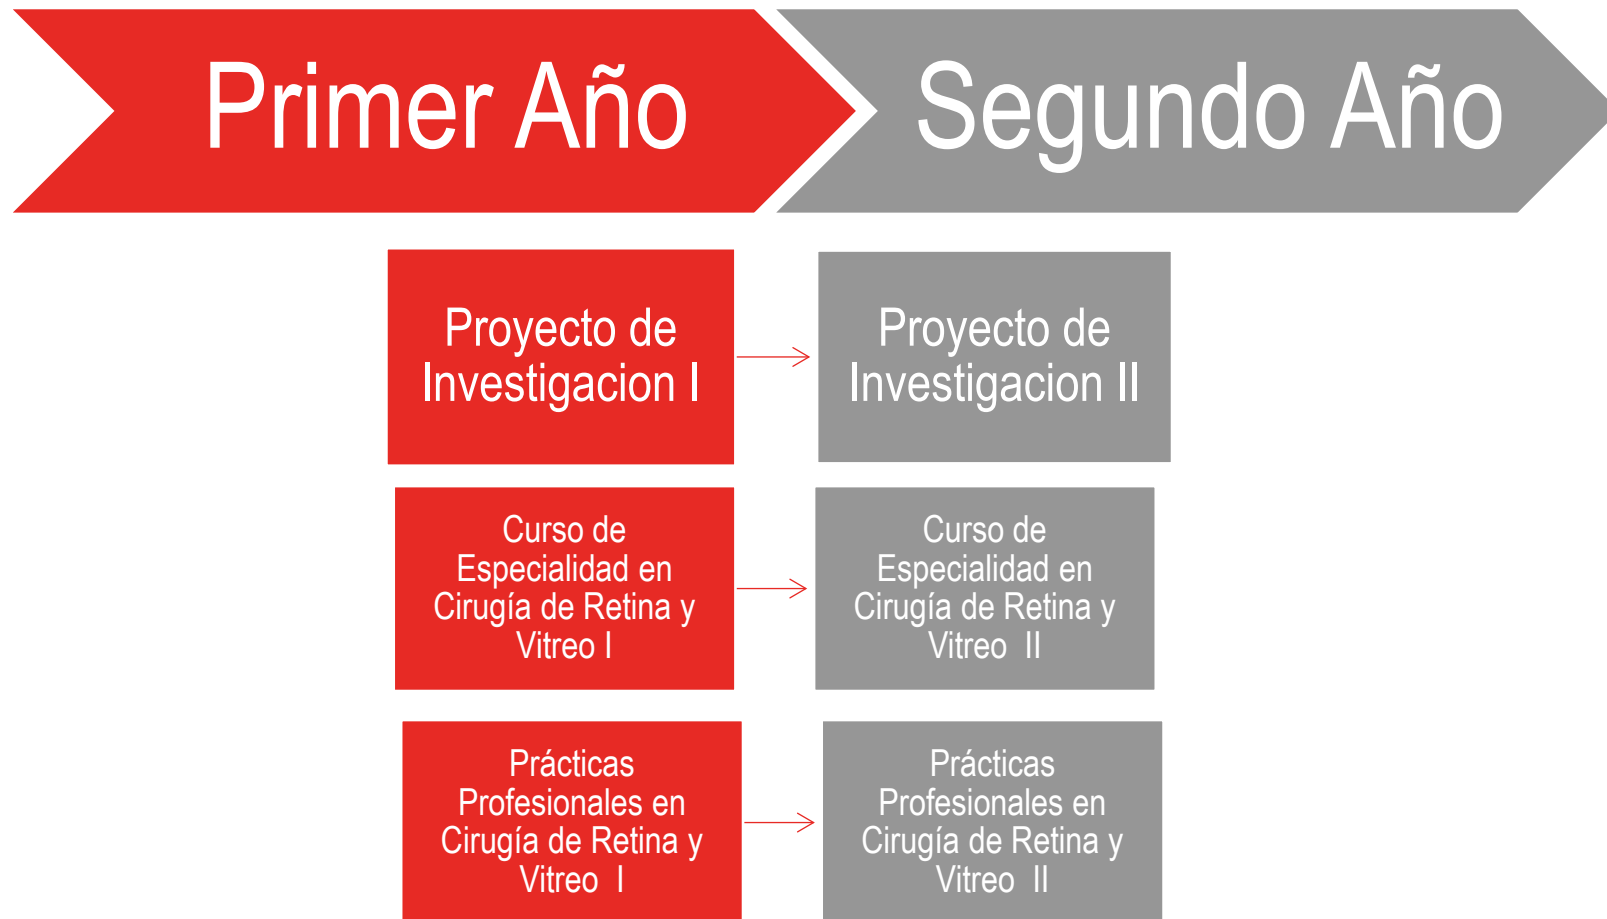 Primer Año
Segundo Año
Proyecto de
Investigacion I
Proyecto de
Investigacion II
Curso de
Especialidad en
Cirugía de Retina y
Vitreo I
Curso de
Especialidad en
Cirugía de Retina y
Vitreo  II
Prácticas
Profesionales en
Cirugía de Retina y
Vitreo  I
Prácticas
Profesionales en
Cirugía de Retina y
Vitreo  II